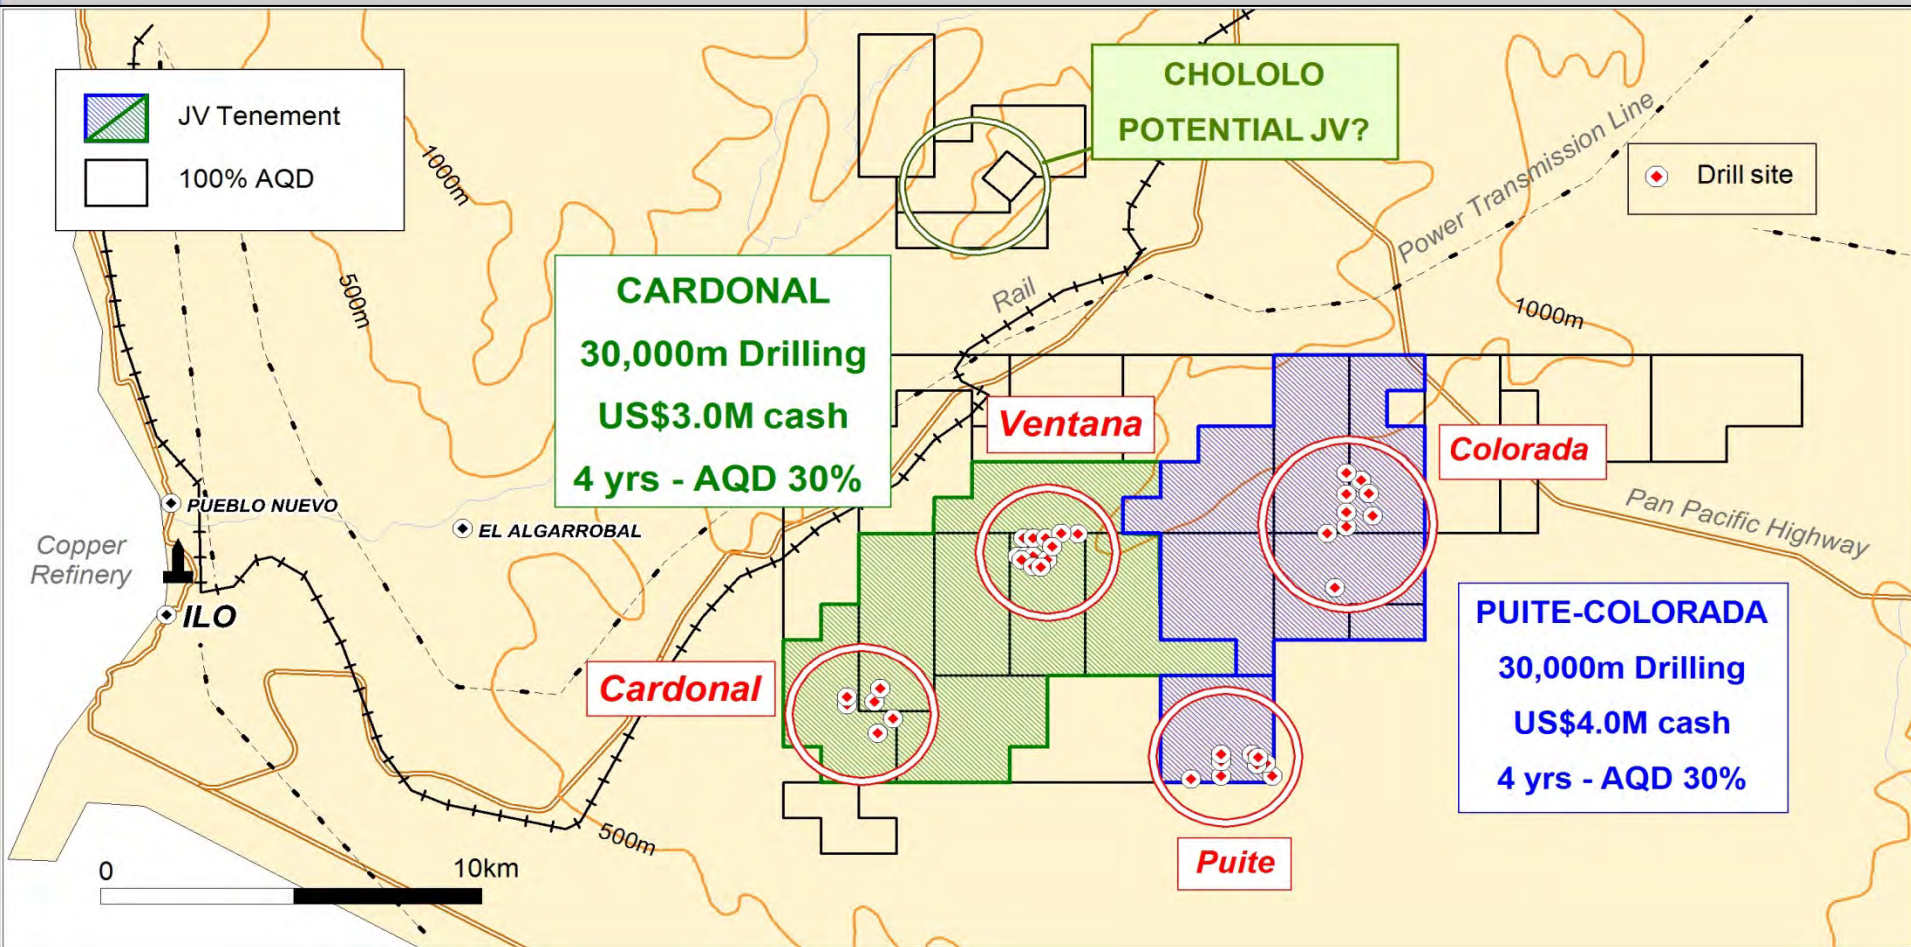 JV Tenement
100% AQD
CHOLOLO
POTENTIAL JV?
Drill site
1000m
500m
Power Transmission Line
Rail
1000m
CARDONAL
30,000m Drilling
US$3.0M cash
4 yrs - AQD 30%
Ventana
Colorada
Pan Pacific Highway
PUEBLO NUEVO
EL ALGARROBAL
Copper
Refinery
ILO
Cardonal
PUITE-COLORADA
30,000m Drilling
US$4.0M cash
4 yrs - AQD 30%
500m
Puite
0
10km